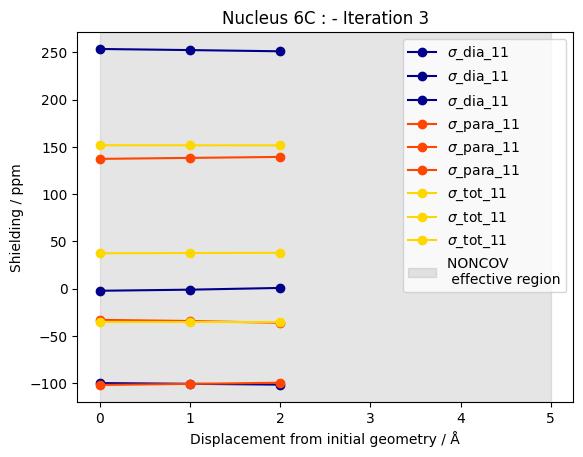 Nucleus 6C : - Iteration 3
Shielding / ppm
250
200
150
100
50
0
−50
−100
0
1
2
3
4
5
Displacement from initial geometry / Å
σ_dia_11
σ_dia_11
σ_dia_11
σ_para_11
σ_para_11
σ_para_11
σ_tot_11
σ_tot_11
σ_tot_11
NONCOV
effective region